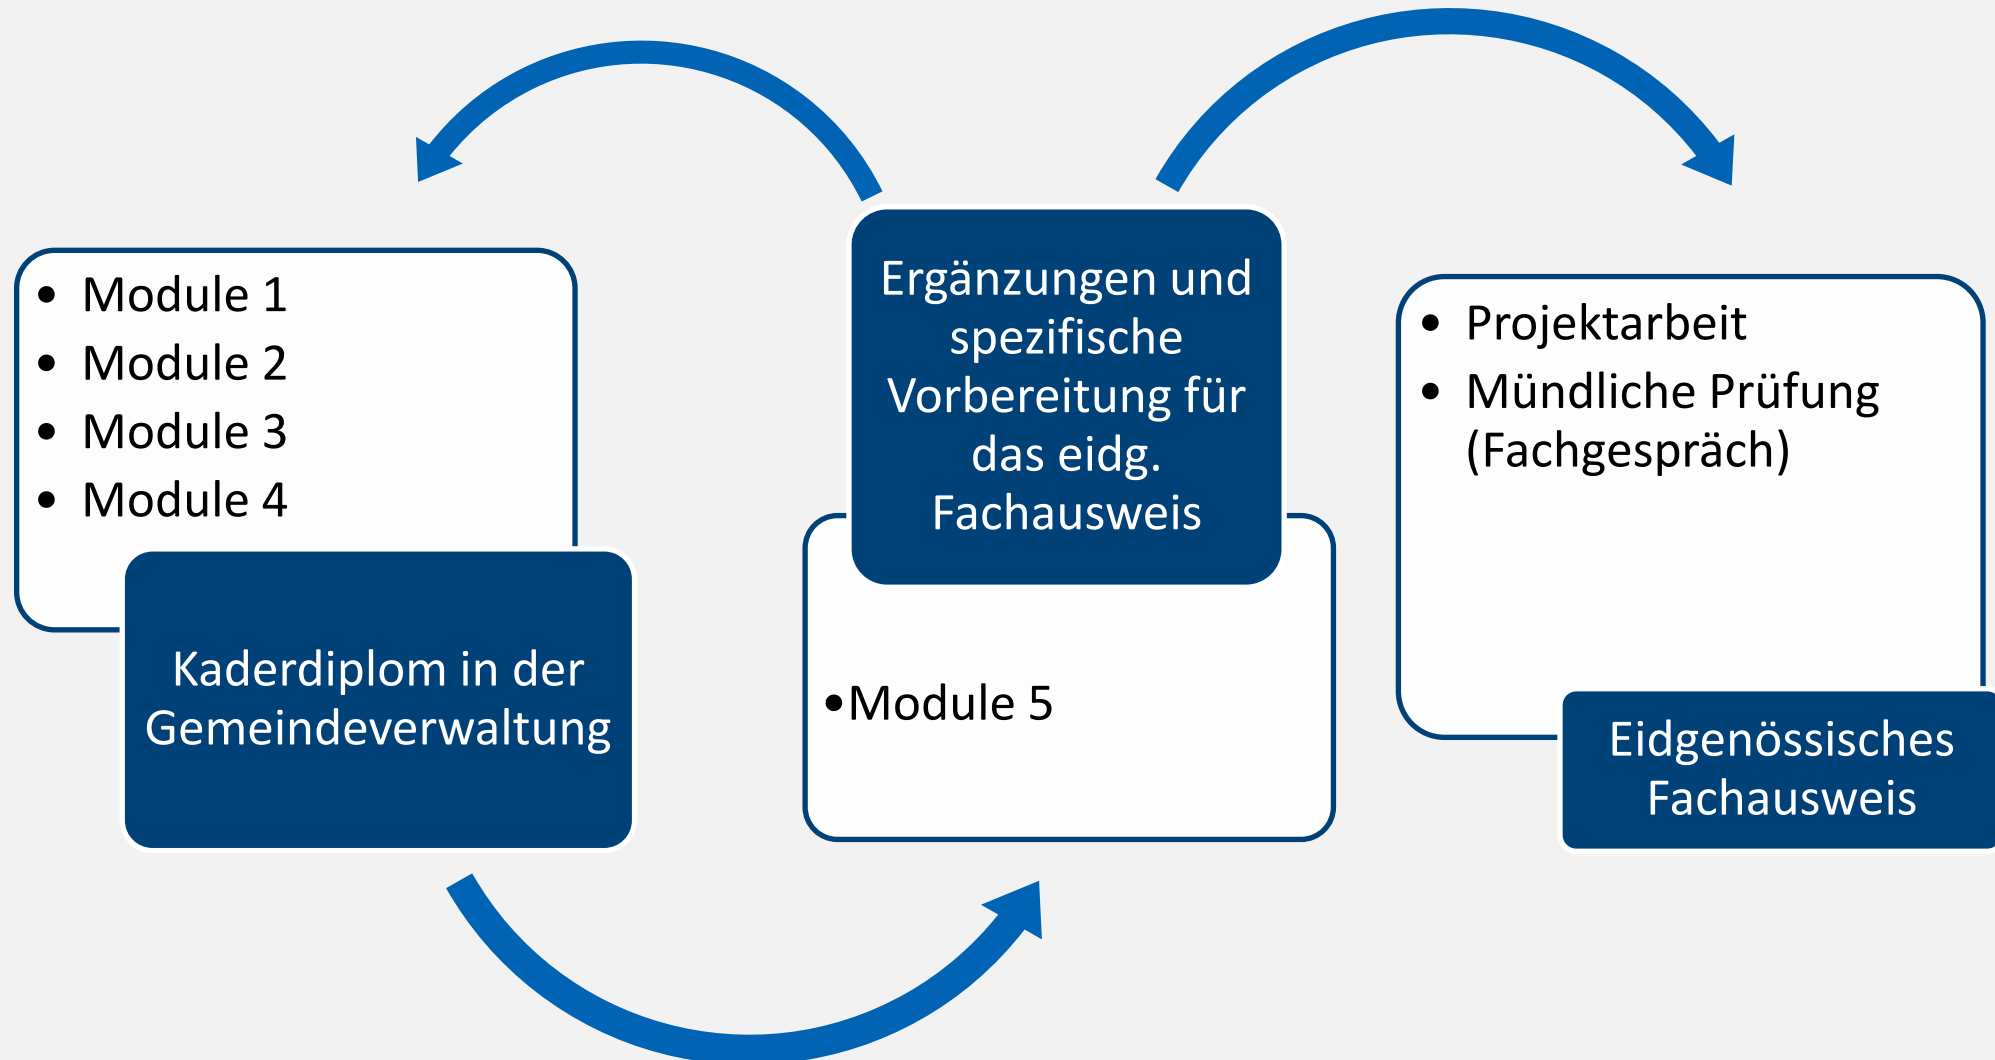 • Module 1
• Module 2
• Module 3
• Module 4
Kaderdiplom in der
Gemeindeverwaltung
Ergänzungen und
spezifische
Vorbereitung für
das eidg.
Fachausweis
•Module 5
• Projektarbeit
• Mündliche Prüfung
(Fachgespräch)
Eidgenössisches
Fachausweis